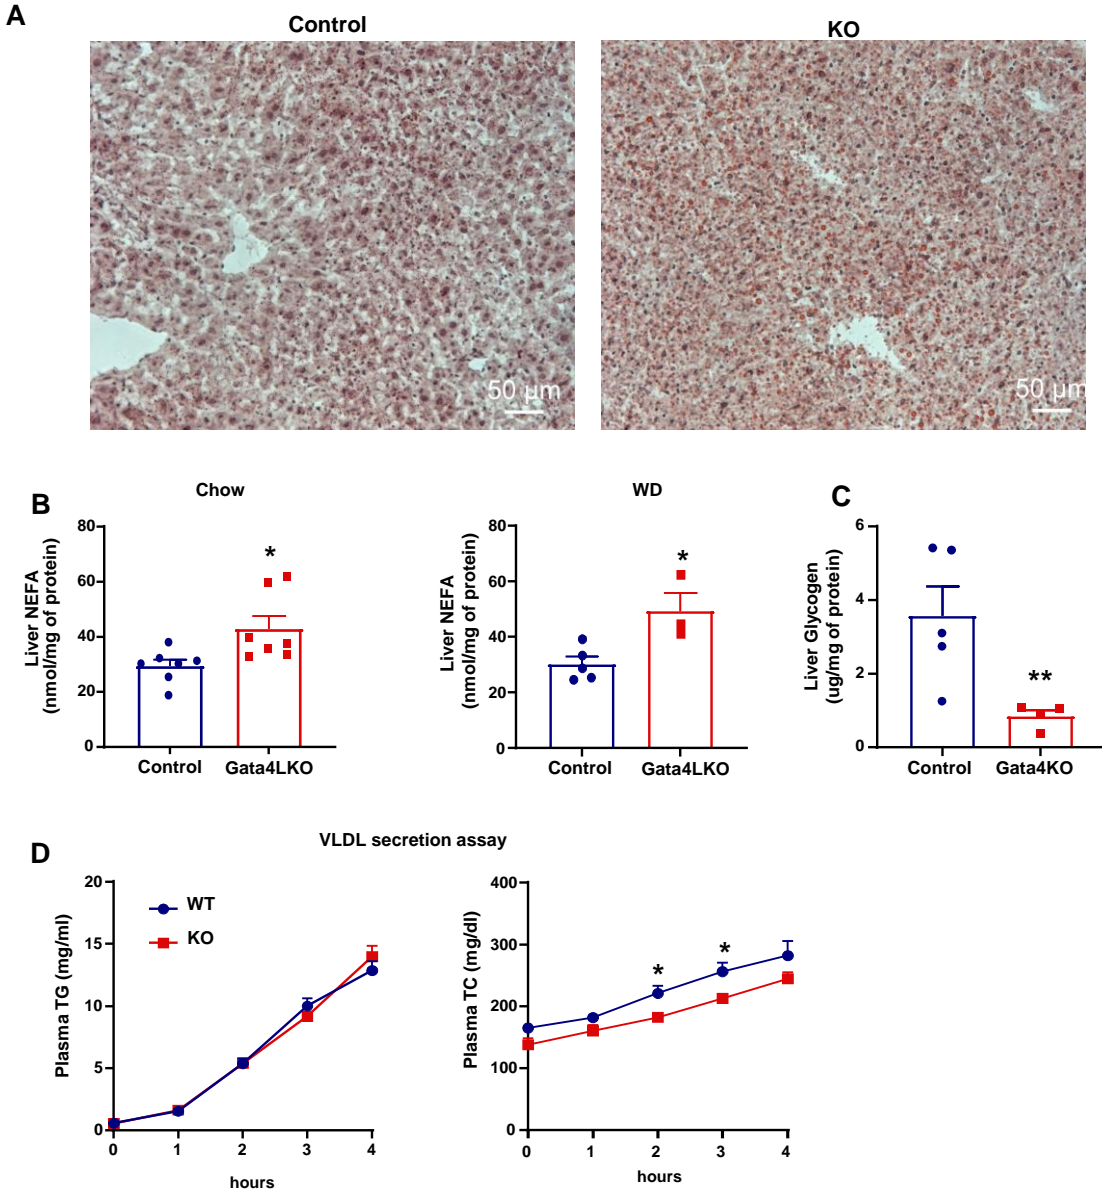 A
Control
KO
50 µm
50 µm
B
Chow
80
60
40
20
0
Liver NEFA
(nmol/mg of protein)
*
Control
Gata4LKO
WD
80
60
40
20
0
Liver NEFA
(nmol/mg of protein)
*
Control
Gata4LKO
C
6
4
2
0
Liver Glycogen
(ug/mg of protein)
**
Control
Gata4KO
D
VLDL secretion assay
20
15
10
5
0
Plasma TG (mg/ml)
WT
KO
0 1 2 3 4
hours
400
300
200
100
0
Plasma TC (mg/dl)
*
*
0 1 2 3 4
hours